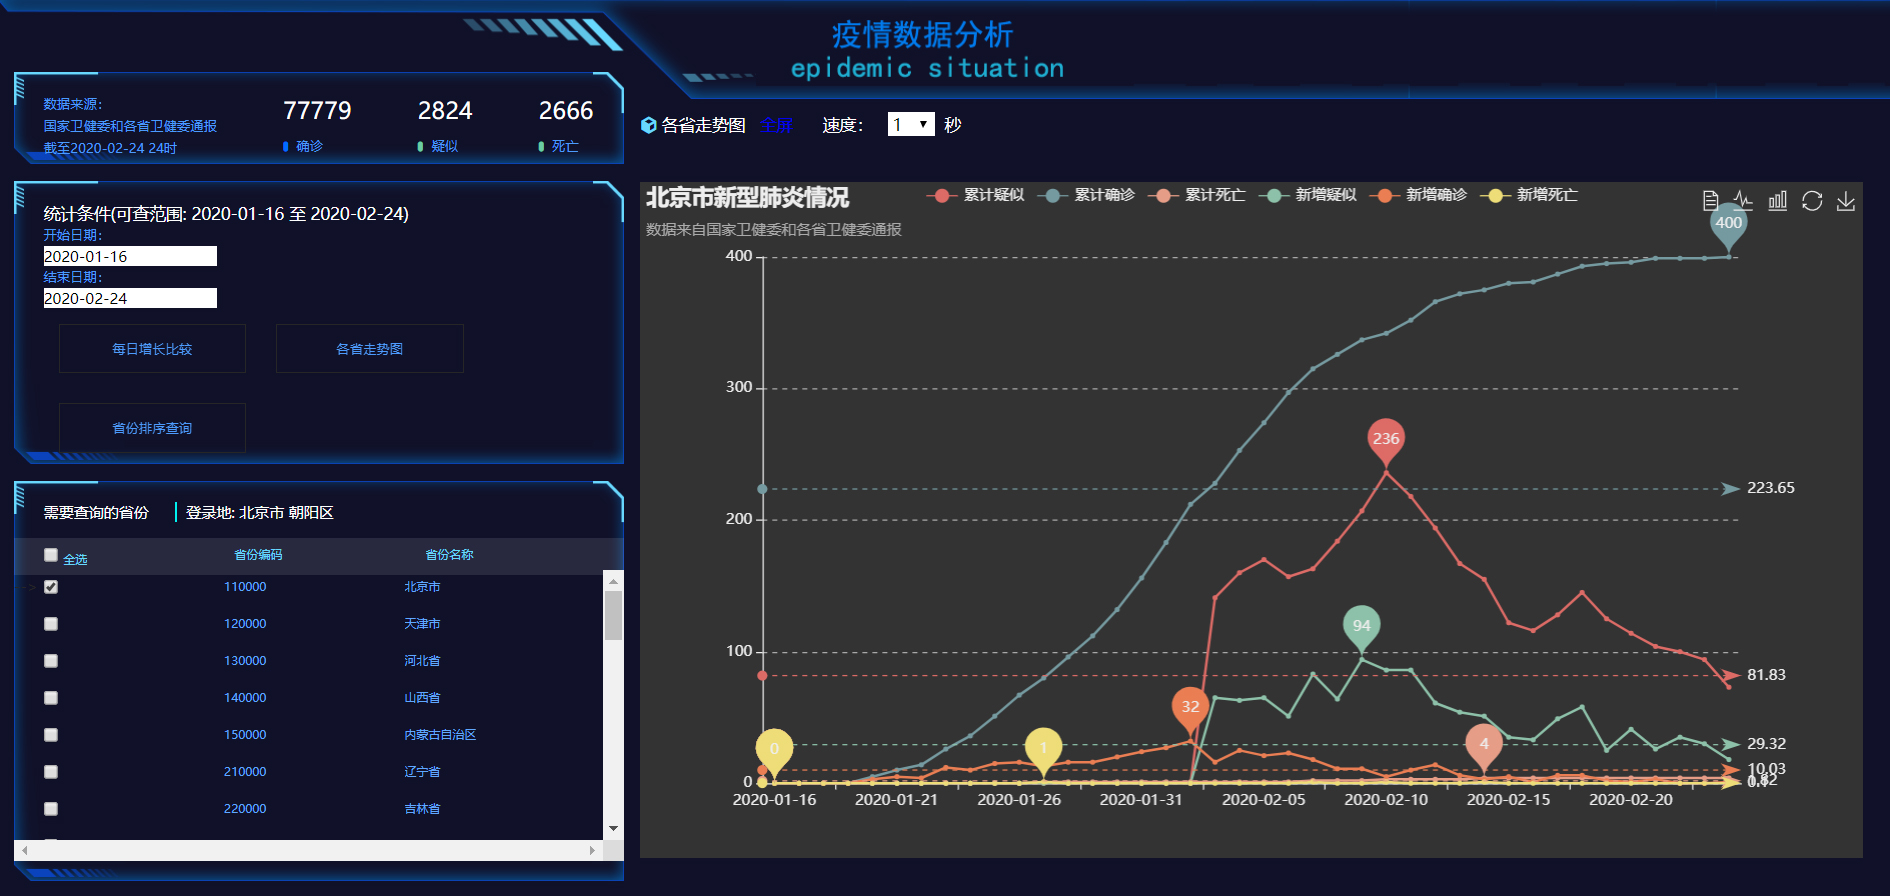 疫情数据分析
epidemic situation
数据来源：
国家卫健委和各省卫健委通报
截至2020-02-24 24时
77779
确诊
2824
疑似
2666
死亡
统计条件(可查范围: 2020-01-16 至 2020-02-24)
开始日期：
2020-01-16
结束日期：
2020-02-24
每日增长比较
各省走势图
省份排序查询
需要查询的省份
登录地: 北京市 朝阳区
全选 省份编码 省份名称
110000 北京市
120000 天津市
130000 河北省
140000 山西省
150000 内蒙古自治区
210000 辽宁省
220000 吉林省
各省走势图 全屏 速度： 1 秒
北京市新型肺炎情况
数据来自国家卫健委和各省卫健委通报
累计疑似 累计确诊 累计死亡 新增疑似 新增确诊 新增死亡
400
400
300
236
223.65
200
100
94
81.83
32
29.32
4
1
0
10.03
0
2020-01-16 2020-01-21 2020-01-26 2020-01-31 2020-02-05 2020-02-10 2020-02-15 2020-02-20